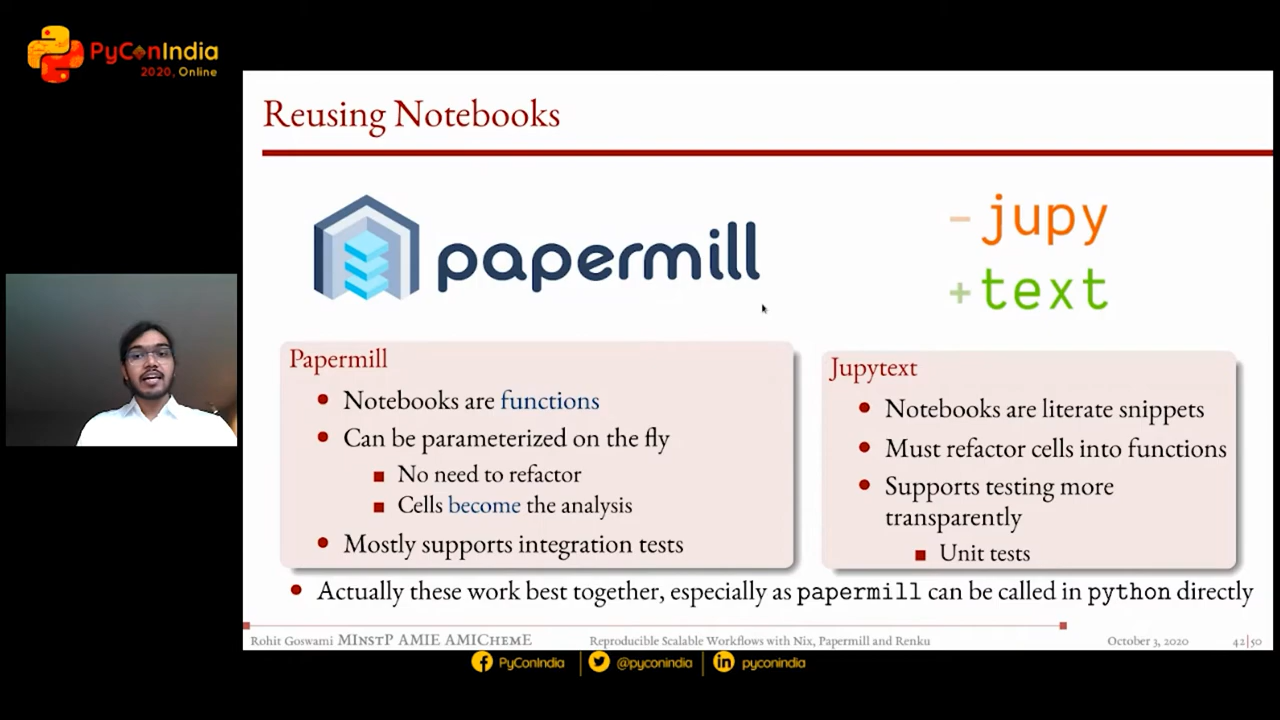 PyConIndia
2020, Online
Reusing Notebooks
papermill
- jupy
+ text
Papermill
• Notebooks are functions
• Can be parameterized on the fly
▪ No need to refactor
▪ Cells become the analysis
• Mostly supports integration tests
Jupytext
• Notebooks are literate snippets
• Must refactor cells into functions
• Supports testing more
transparently
▪ Unit tests
• Actually these work best together, especially as papermill can be called in python directly
Rohit Goswami MInstP AMIE AMIChemE Reproducible Scalable Workflows with Nix, Papermill and Renku October 3, 2020 42|50
PyConIndia @pyconindia pyconindia